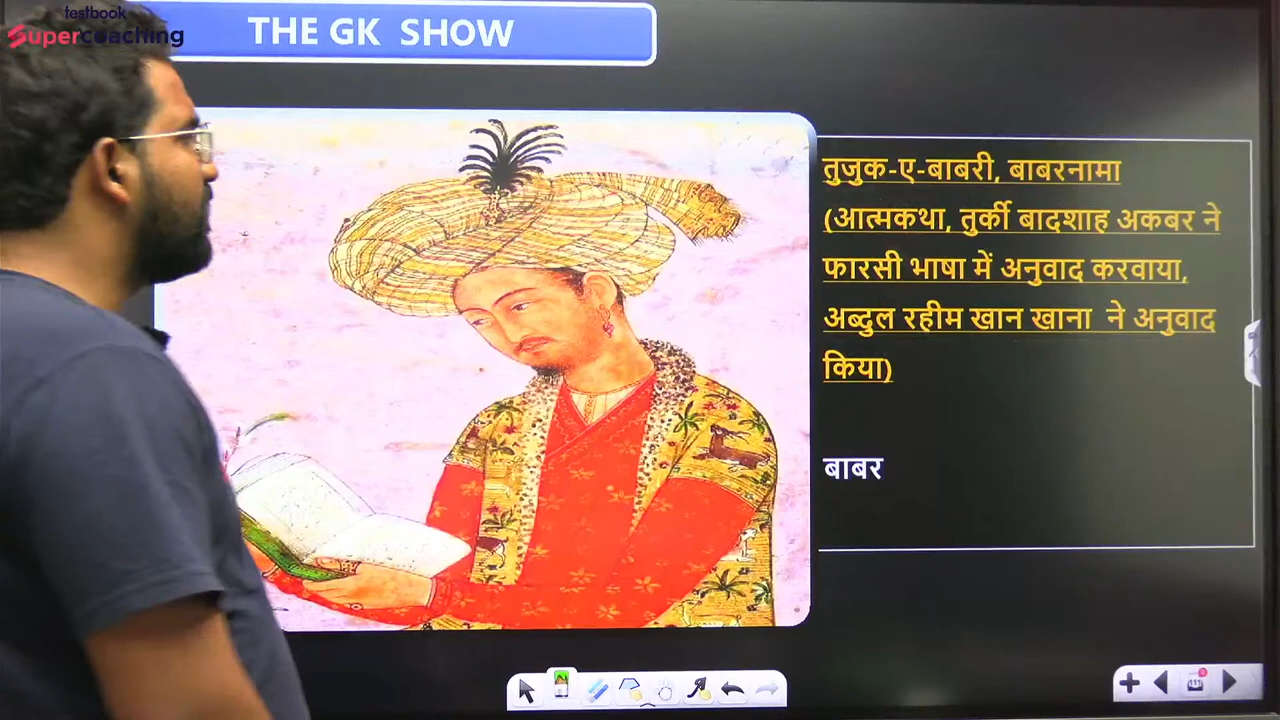 testbook
Supercoaching
THE GK SHOW
तुजुक-ए-बाबरी, बाबरनामा
(आत्मकथा, तुर्की बादशाह अकबर ने
फारसी भाषा में अनुवाद करवाया,
अब्दुल रहीम खान खाना ने अनुवाद
किया)
बाबर